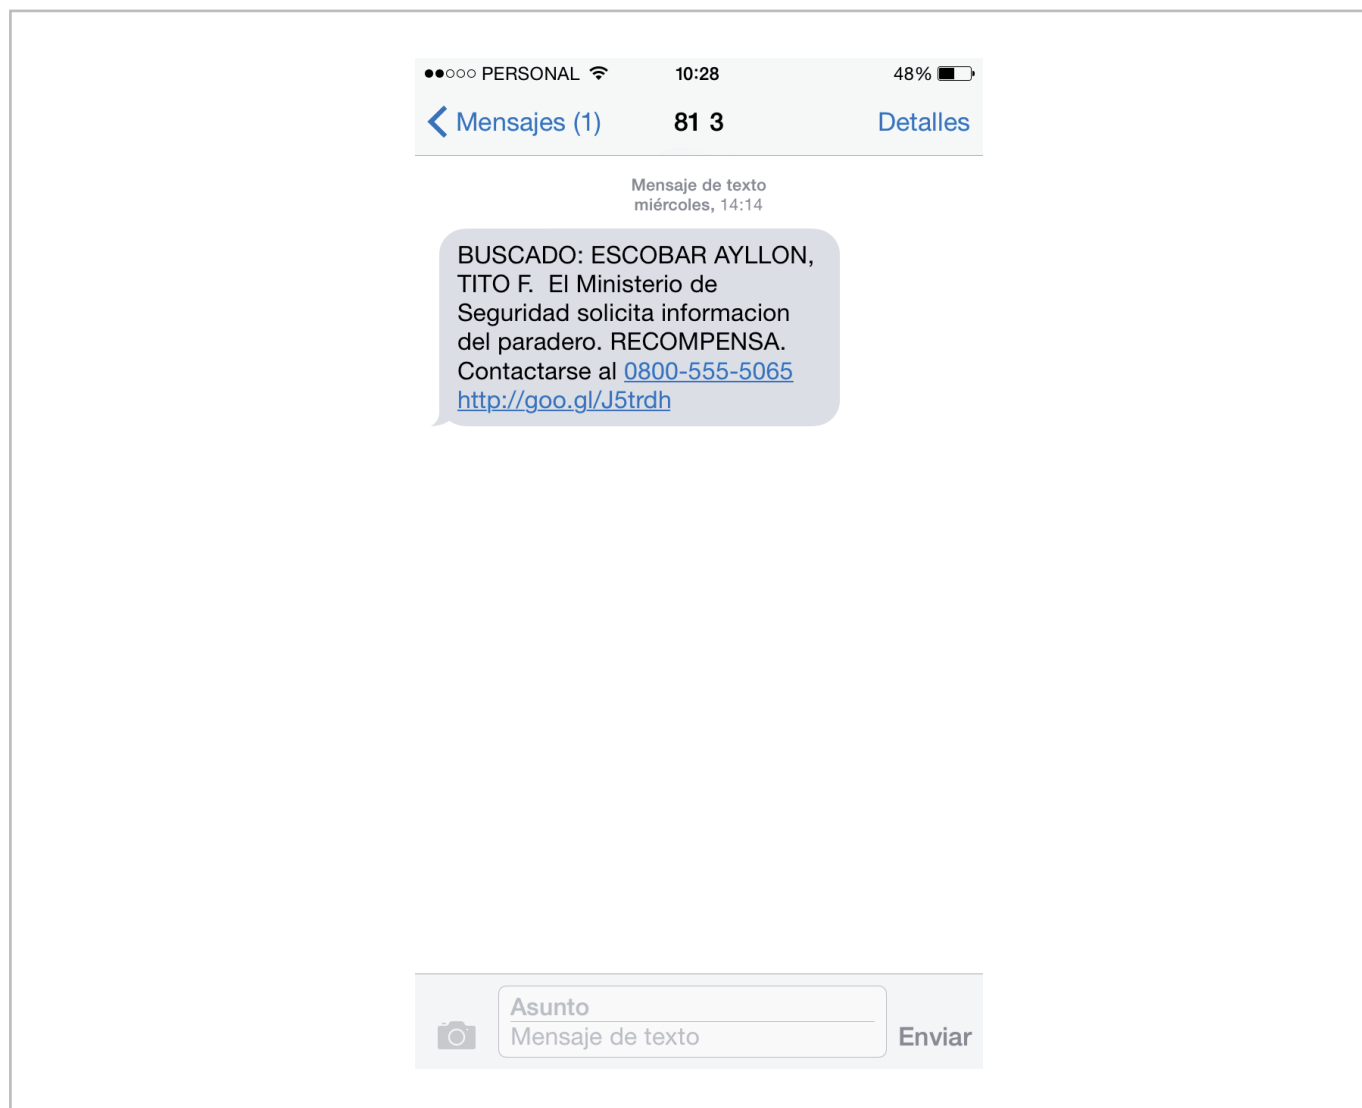 PERSONAL 10:28 48%
Mensajes (1) 81 3 Detalles
Mensaje de texto
miércoles, 14:14
BUSCADO: ESCOBAR AYLLON,
TITO F.  El Ministerio de
Seguridad solicita informacion
del paradero. RECOMPENSA.
Contactarse al 0800-555-5065
http://goo.gl/J5trdh
Asunto
Mensaje de texto
Enviar